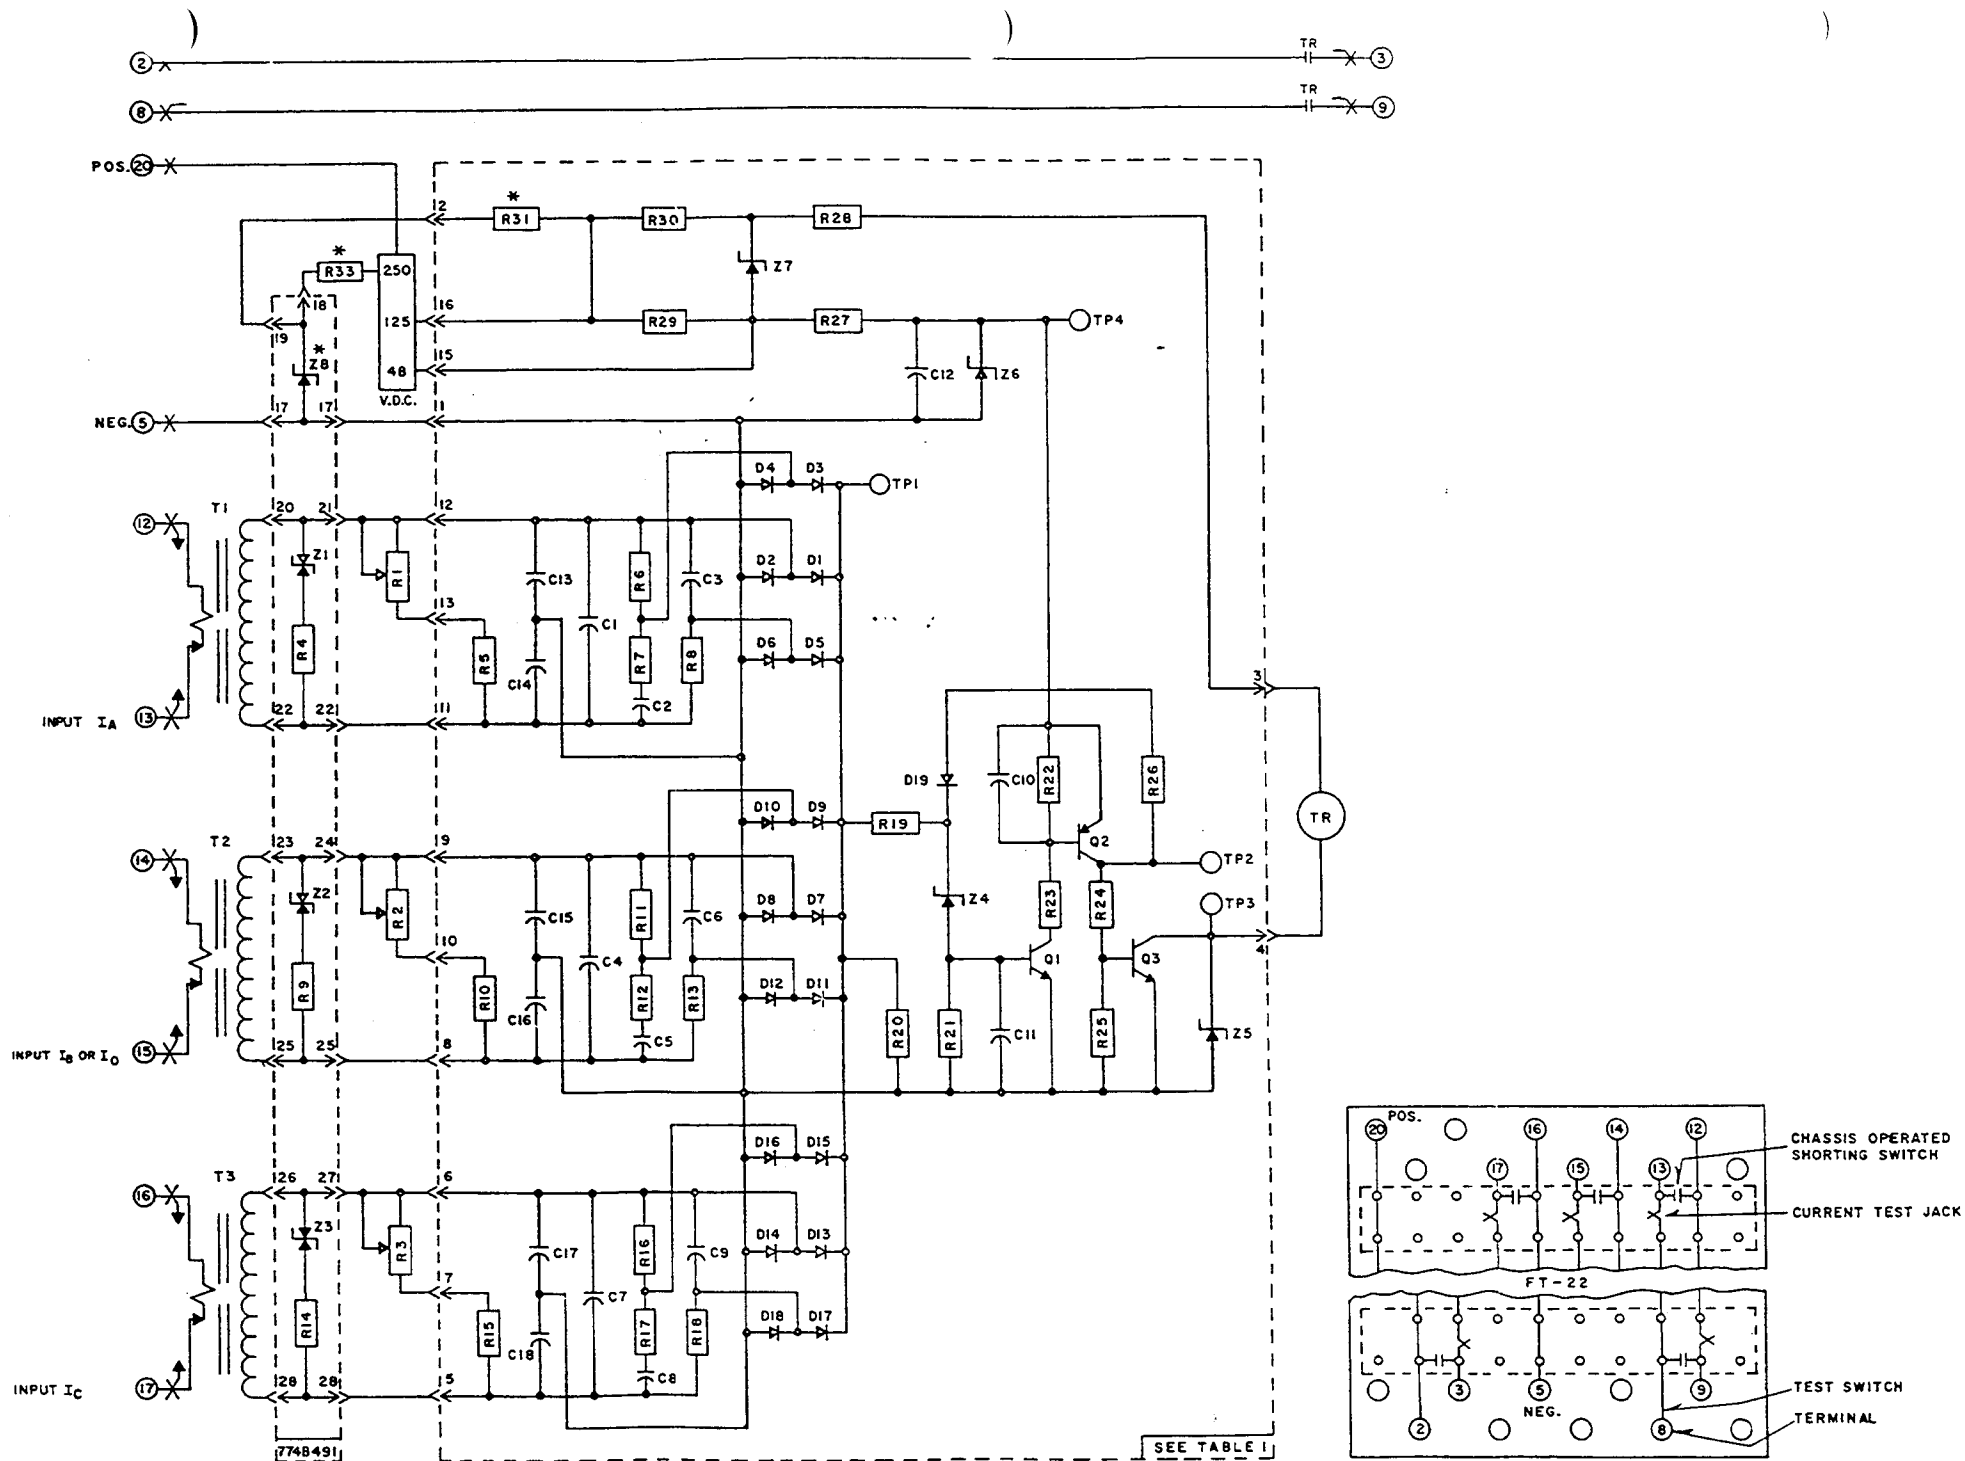 TR
2
3
TR
8
9
POS. 20
*
2
R31
R30
R28
*
R33
250
Z7
18
16
125
R29
R27
TP4
19
*
Z8
15
48
C12
Z6
V.D.C.
NEG. 5
17
17
1
D4
D3
TP1
T1
20
21
12
12
Z1
R1
C13
R6
C3
D2
D1
13
C1
R4
R5
R7
R8
D6
D5
C14
C2
3
INPUT IA
13
22
22
11
D19
C10
R22
R26
D10
D9
R19
TR
T2
23
24
9
Q2
14
TP2
Z2
R2
C15
R11
C6
D8
D7
Z4
R23
R24
TP3
10
C4
Q1
Q3
4
R9
R10
C16
R12
R13
D12
D11
R20
R21
C11
R25
Z5
INPUT IB OR IO
15
25
25
8
C5
D16
D15
T3
26
27
6
16
Z3
R3
C17
R16
C9
D14
D13
7
C7
R14
R15
C18
R17
R18
D18
D17
C8
INPUT IC
17
28
28
5
774B491
SEE TABLE 1
POS.
20
16
14
12
CHASSIS OPERATED
SHORTING SWITCH
17
15
13
CURRENT TEST JACK
FT-22
3
5
9
TEST SWITCH
NEG.
2
8
TERMINAL